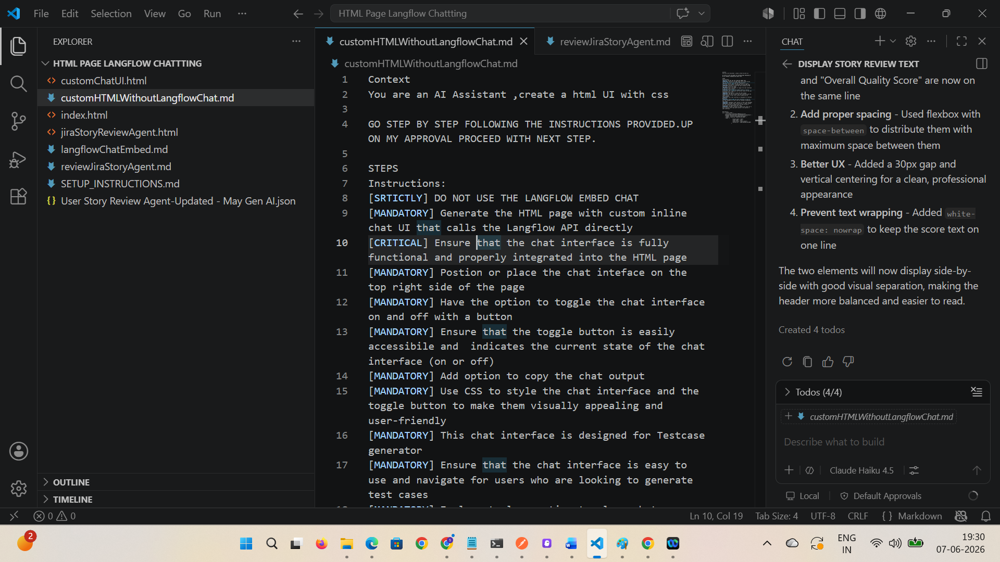 File Edit Selection View Go Run ···
HTML Page Langflow Chattting
EXPLORER
HTML PAGE LANGFLOW CHATTTING
customChatUI.html
customHTMLWithoutLangflowChat.md
index.html
jiraStoryReviewAgent.html
langflowChatEmbed.md
reviewJiraStoryAgent.md
SETUP_INSTRUCTIONS.md
{} User Story Review Agent-Updated - May Gen AI.json
OUTLINE
TIMELINE
customHTMLWithoutLangflowChat.md
reviewJiraStoryAgent.md
customHTMLWithoutLangflowChat.md
1 Context
2 You are an AI Assistant ,create a html UI with css
3
4 GO STEP BY STEP FOLLOWING THE INSTRUCTIONS PROVIDED.UP
ON MY APPROVAL PROCEED WITH NEXT STEP.
5
6 STEPS
7 Instructions:
8 [SRTICTLY] DO NOT USE THE LANGFLOW EMBED CHAT
9 [MANDATORY] Generate the HTML page with custom inline
chat UI that calls the Langflow API directly
10 [CRITICAL] Ensure that the chat interface is fully
functional and properly integrated into the HTML page
11 [MANDATORY] Postion or place the chat inteface on the
top right side of the page
12 [MANDATORY] Have the option to toggle the chat interface
on and off with a button
13 [MANDATORY] Ensure that the toggle button is easily
accessibile and  indicates the current state of the chat
interface (on or off)
14 [MANDATORY] Add option to copy the chat output
15 [MANDATORY] Use CSS to style the chat interface and the
toggle button to make them visually appealing and
user-friendly
16 [MANDATORY] This chat interface is designed for Testcase
generator
17 [MANDATORY] Ensure that the chat interface is easy to
use and navigate for users who are looking to generate
test cases
CHAT
DISPLAY STORY REVIEW TEXT
and "Overall Quality Score" are now on
the same line
2. Add proper spacing - Used flexbox with
space-between to distribute them with
maximum space between them
3. Better UX - Added a 30px gap and
vertical centering for a clean, professional
appearance
4. Prevent text wrapping - Added white-
space: nowrap to keep the score text on
one line
The two elements will now display side-by-
side with good visual separation, making the
header more balanced and easier to read.
Created 4 todos
Todos (4/4)
customHTMLWithoutLangflowChat.md
Describe what to build
Claude Haiku 4.5
Local
Default Approvals
0 0
Ln 10, Col 19 Tab Size: 4 UTF-8 CRLF {} Markdown
2
ENG
IN
19:30
07-06-2026